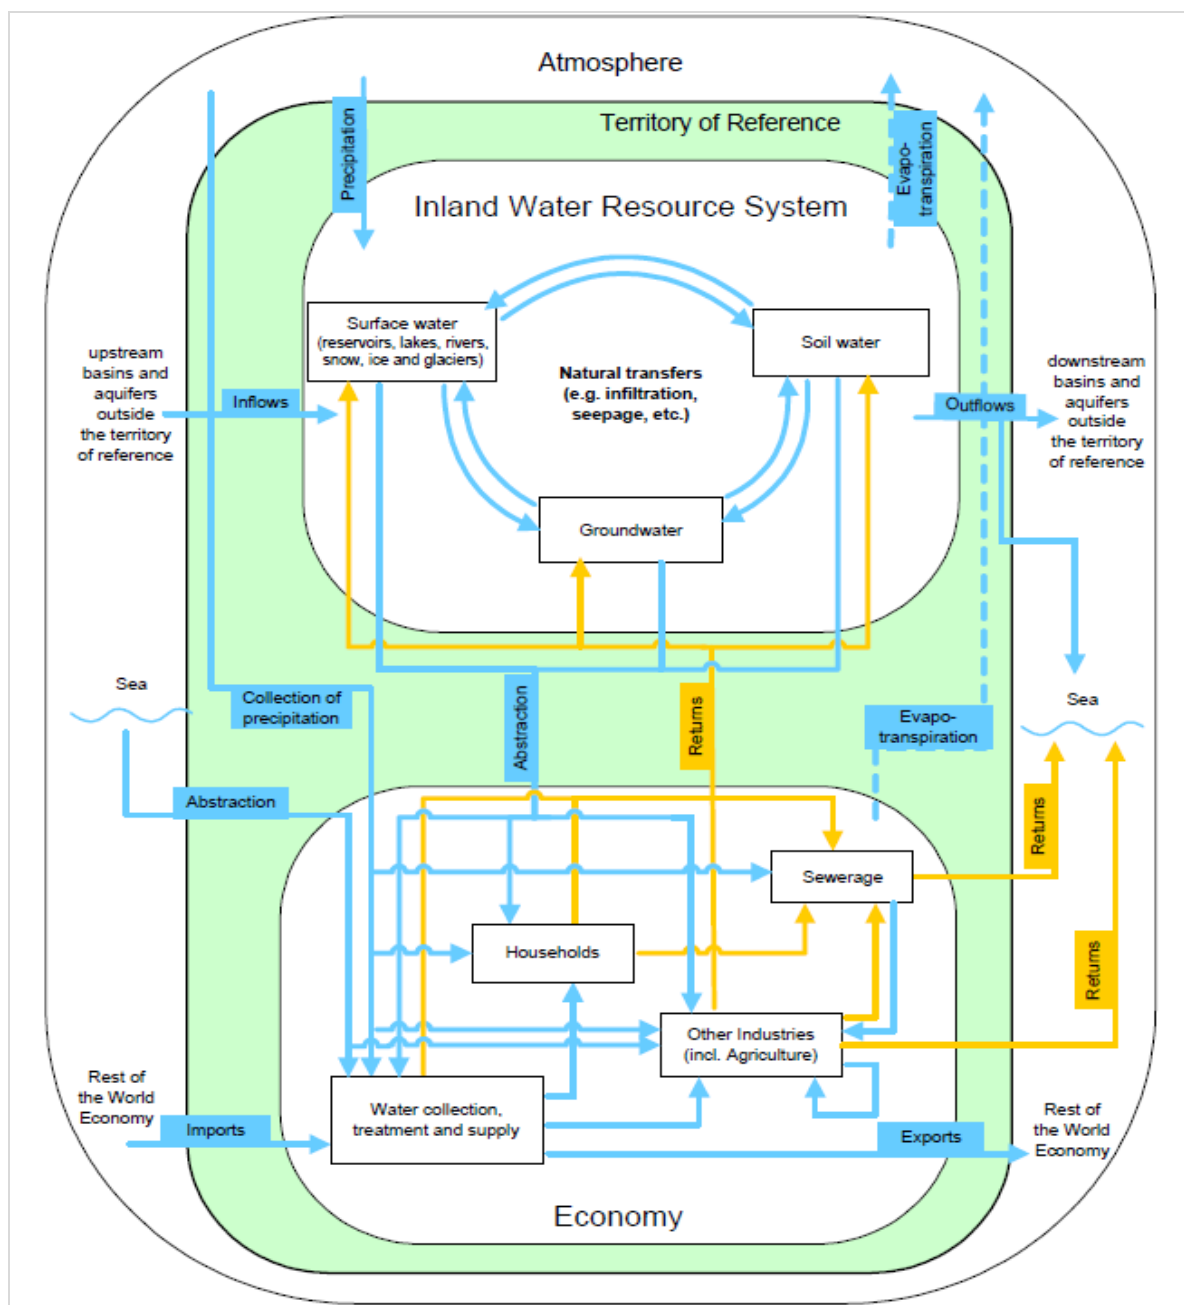 Atmosphere
Territory of Reference
Precipitation
Evapo-
transpiration
Inland Water Resource System
Surface water
(reservoirs, lakes, rivers,
snow, ice and glaciers)
Soil water
Natural transfers
(e.g. infiltration,
seepage, etc.)
upstream
basins and
aquifers
outside
the territory
of reference
Inflows
Outflows
downstream
basins and
aquifers
outside
the territory
of reference
Groundwater
Sea
Collection of
precipitation
Abstraction
Returns
Evapo-
transpiration
Sea
Abstraction
Returns
Sewerage
Households
Returns
Other Industries
(incl. Agriculture)
Rest of
the World
Economy
Imports
Water collection,
treatment and supply
Exports
Rest of
the World
Economy
Economy